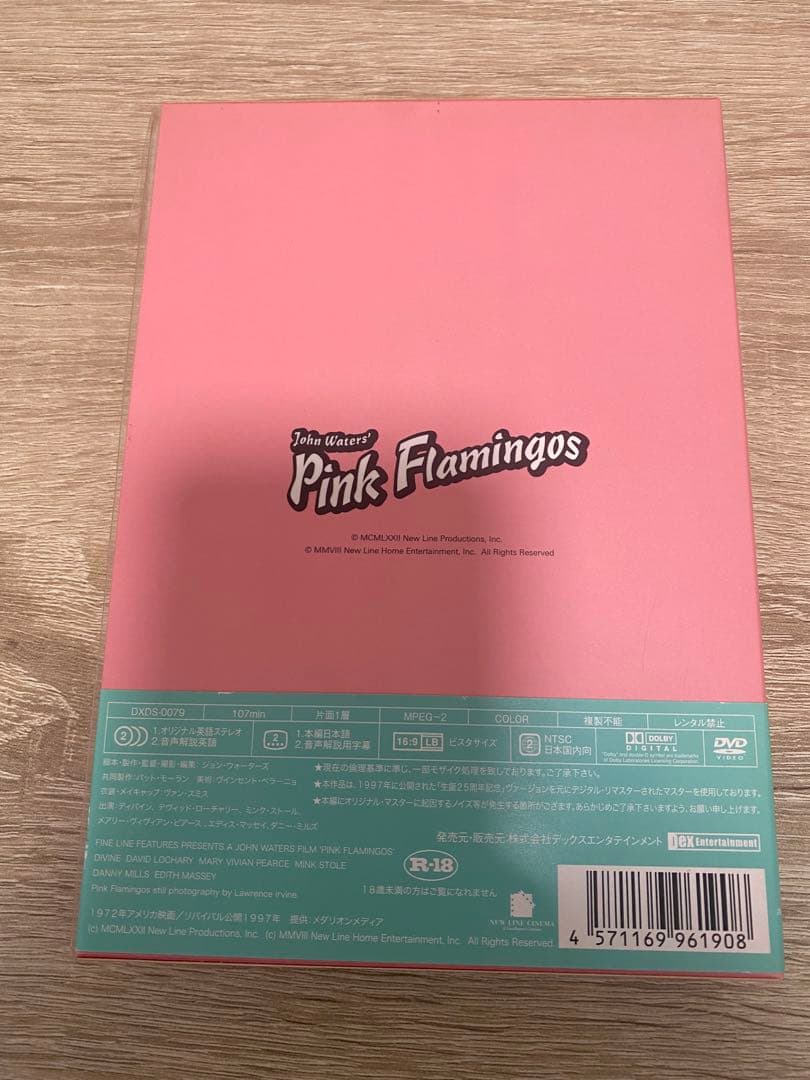 John Waters'
Pink Flamingos
© MCMLXXII New Line Productions, Inc.
© MMVIII New Line Home Entertainment, Inc. All Rights Reserved
DXDS-0079 107min 片面1層 MPEG-2 COLOR 複製不能 レンタル禁止
2 1.オリジナル英語ステレオ
2.音声解説英語
2 1.本編日本語
2.音声解説用字幕
16:9 LB ビスタサイズ
2 NTSC
日本国内向
DOLBY
DIGITAL
"Dolby" and double-D symbol are trademarks
of Dolby Laboratories Licensing Corporation.
DVD
VIDEO
脚本・製作・監督・撮影・編集:ジョン・ウォーターズ
共同製作:パット・モーラン 美術:ヴィンセント・ペラーニョ
衣装・メイキャップ:ヴァン・スミス
出演:ディバイン、デヴィッド・ローチャリー、ミンク・ストール、
メアリー・ヴィヴィアン・ピアース、エディス・マッセイ、ダニー・ミルズ
★現在の倫理基準に準じ、一部モザイク処理を致しております。ご了承下さい。
★本作品は、1997年に公開された「生誕25周年記念」ヴァージョンを元にデジタル・リマスターされたマスターを使用しております。
★本編にオリジナル・マスターに起因するノイズ等が発生する箇所がございます。あらかじめご了承下さいますよう、お願い申し上げます。
発売元・販売元:株式会社デックスエンタテインメント dex Entertainment
FINE LINE FEATURES PRESENTS A JOHN WATERS FILM 'PINK FLAMINGOS'
DIVINE DAVID LOCHARY MARY VIVIAN PEARCE MINK STOLE
DANNY MILLS EDITH MASSEY
Pink Flamingos still photography by Lawrence Irvine.
R-18
18歳未満の方はご覧になれません
1972年アメリカ映画/リバイバル公開1997年 提供:メダリオンメディア
(c) MCMLXXII New Line Productions, Inc. (c) MMVIII New Line Home Entertainment, Inc. All Rights Reserved
NEW LINE CINEMA
4 571169 961908